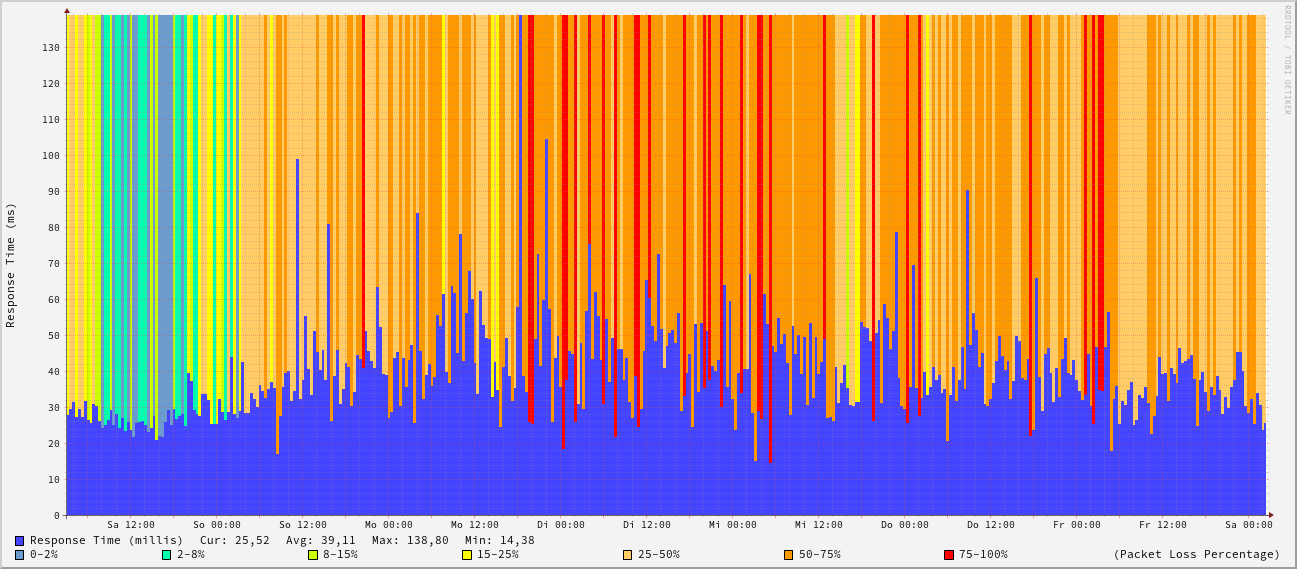 RRDTOOL / TOBI OETIKER
Response Time (ms)
130
120
110
100
90
80
70
60
50
40
30
20
10
0
Sa 12:00 So 00:00 So 12:00 Mo 00:00 Mo 12:00 Di 00:00 Di 12:00 Mi 00:00 Mi 12:00 Do 00:00 Do 12:00 Fr 00:00 Fr 12:00 Sa 00:00
Response Time (millis) Cur: 25,52 Avg: 39,11 Max: 138,80 Min: 14,38
0-2% 2-8% 8-15% 15-25% 25-50% 50-75% 75-100% (Packet Loss Percentage)